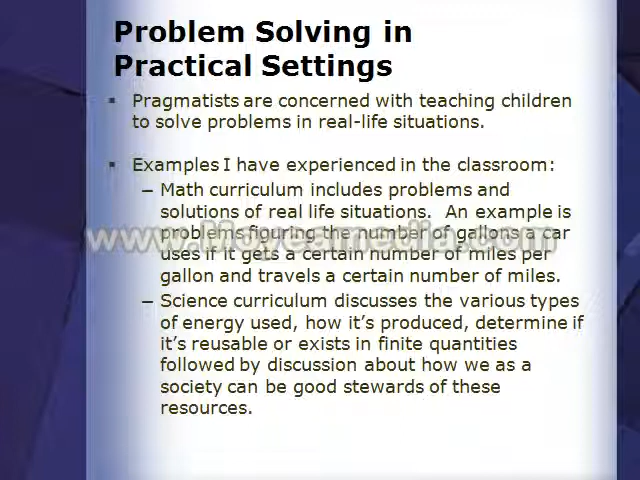 Problem Solving in
Practical Settings
▪ Pragmatists are concerned with teaching children
to solve problems in real-life situations.
▪ Examples I have experienced in the classroom:
– Math curriculum includes problems and
solutions of real life situations.  An example is
problems figuring the number of gallons a car
www.Moveamedia.com
uses if it gets a certain number of miles per
gallon and travels a certain number of miles.
– Science curriculum discusses the various types
of energy used, how it's produced, determine if
it's reusable or exists in finite quantities
followed by discussion about how we as a
society can be good stewards of these
resources.